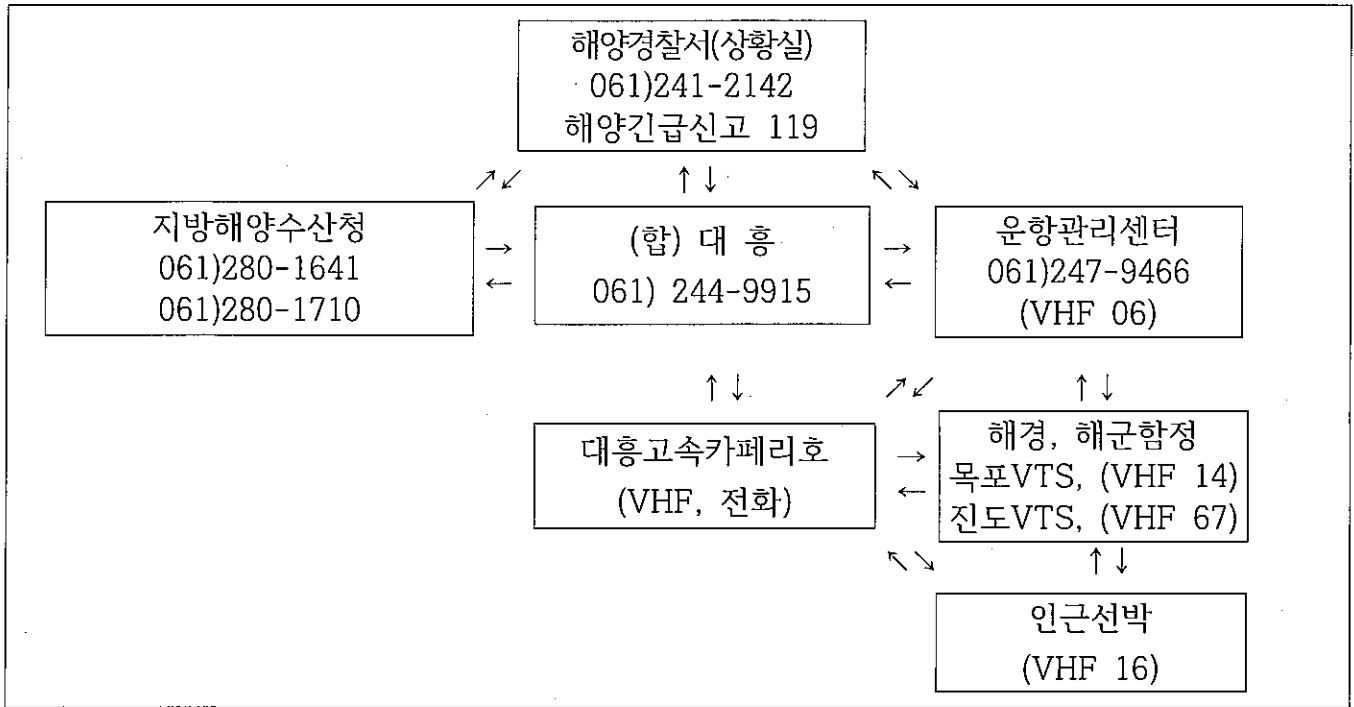 해양경찰서(상황실)
061)241-2142
해양긴급신고 119
↗↙ ↑↓ ↖↘
지방해양수산청
061)280-1641
061)280-1710
→
←
(합) 대 흥
061) 244-9915
→
←
운항관리센터
061)247-9466
(VHF 06)
↑↓ ↗↙ ↑↓
대흥고속카페리호
(VHF, 전화)
→
←
해경, 해군함정
목포VTS, (VHF 14)
진도VTS, (VHF 67)
↖↘ ↑↓
인근선박
(VHF 16)